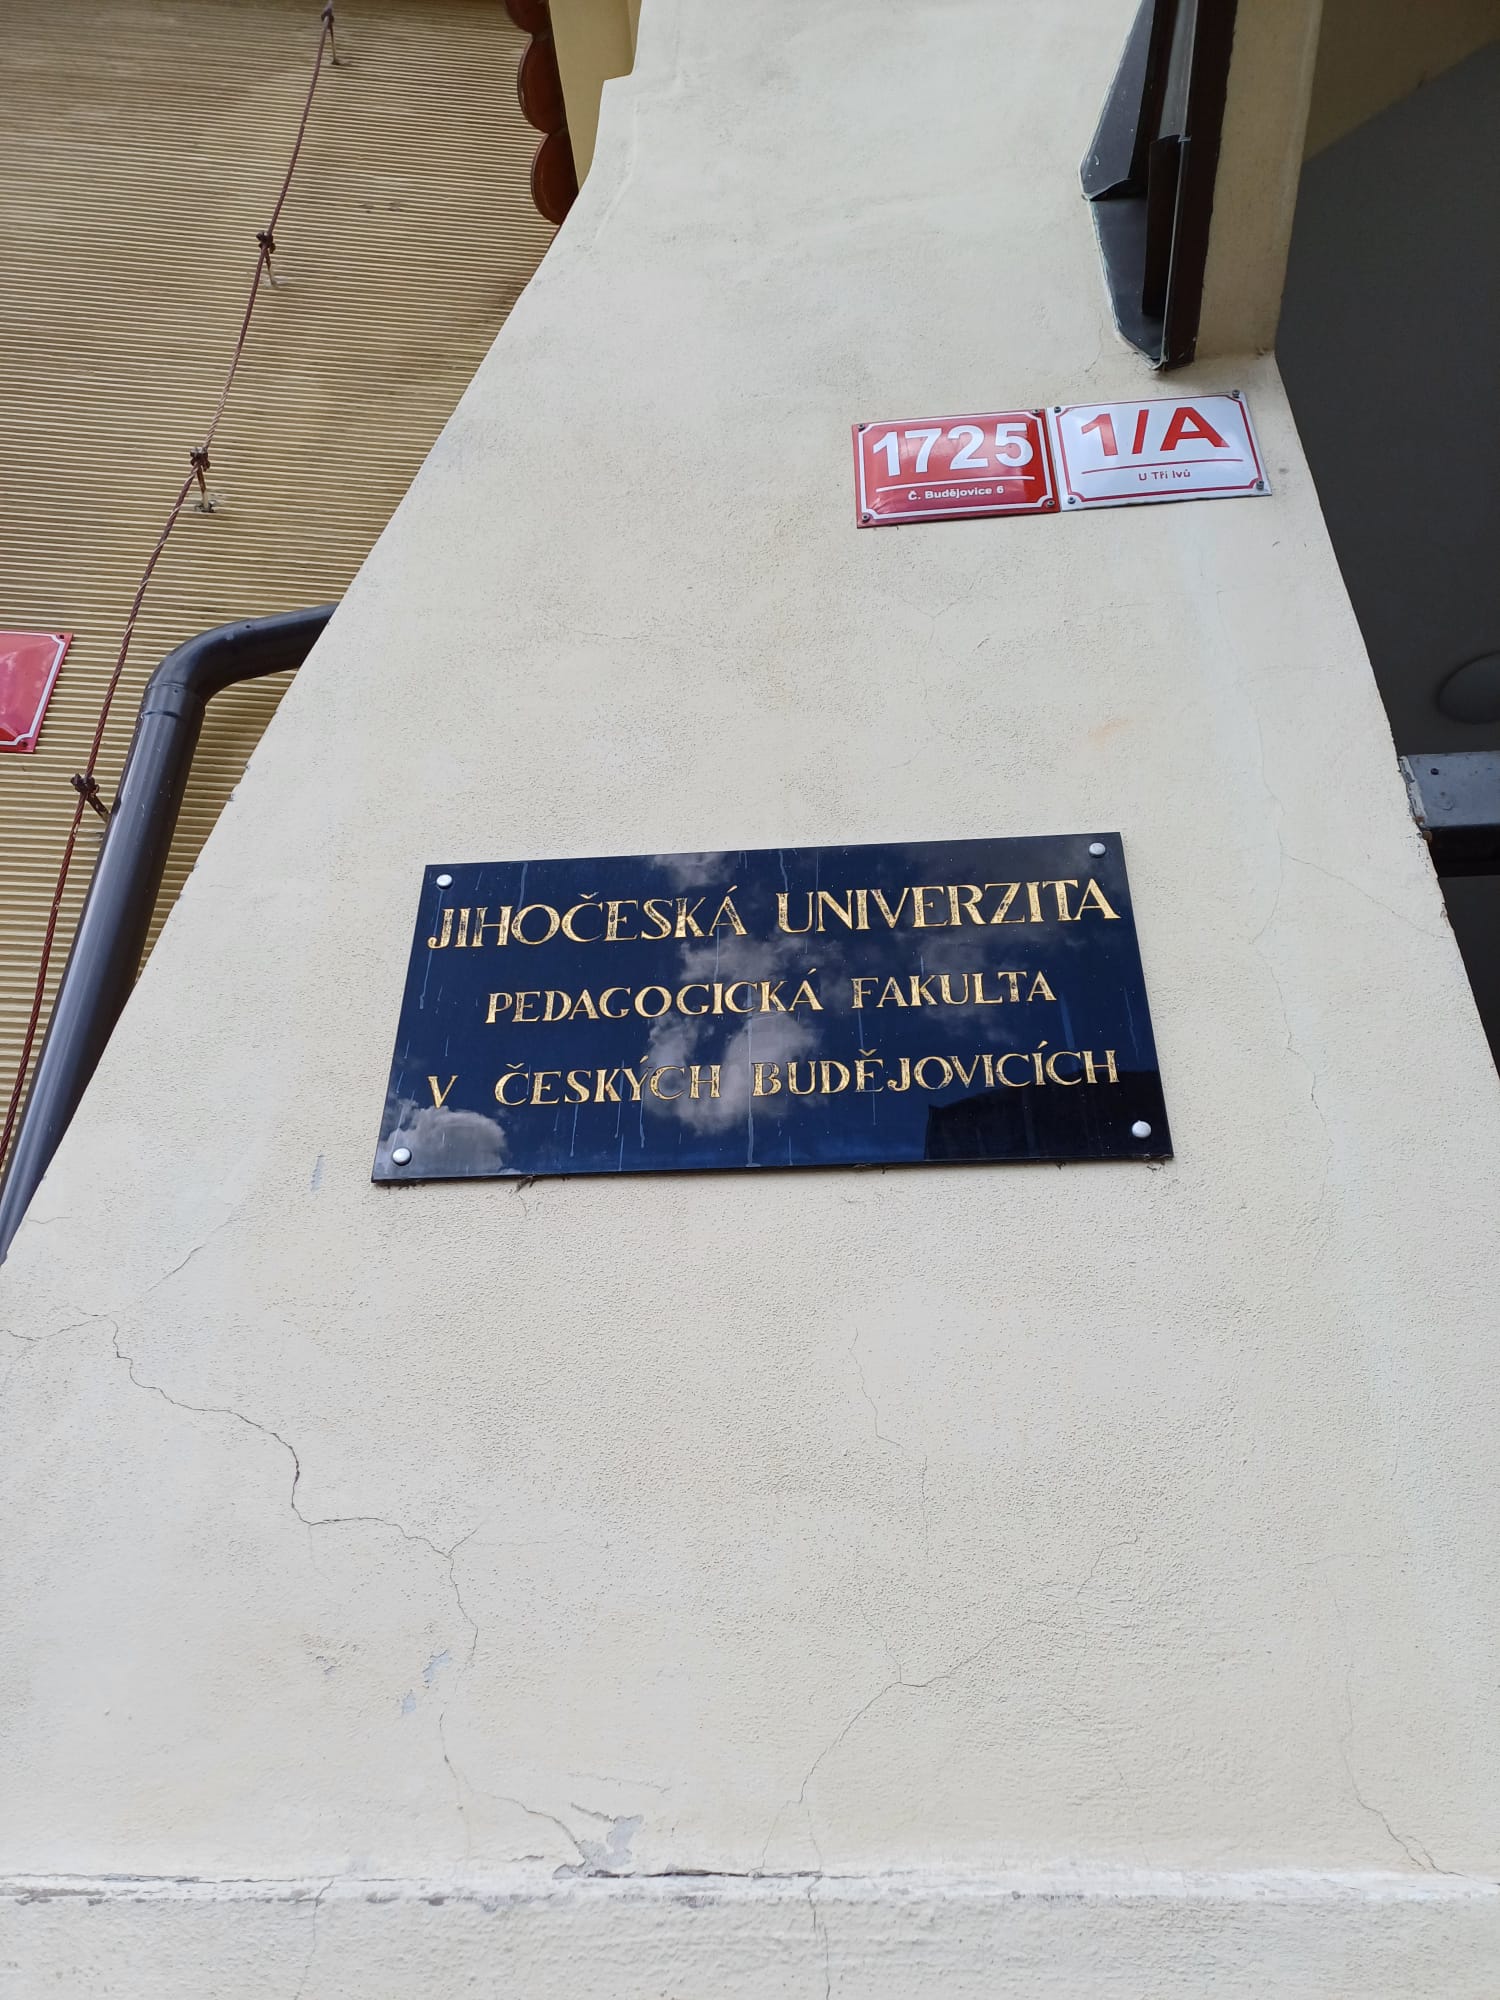 1725
Č. Budějovice 6
1/A
U Tří lvů
JIHOČESKÁ UNIVERZITA
PEDAGOGICKÁ FAKULTA
V ČESKÝCH BUDĚJOVICÍCH